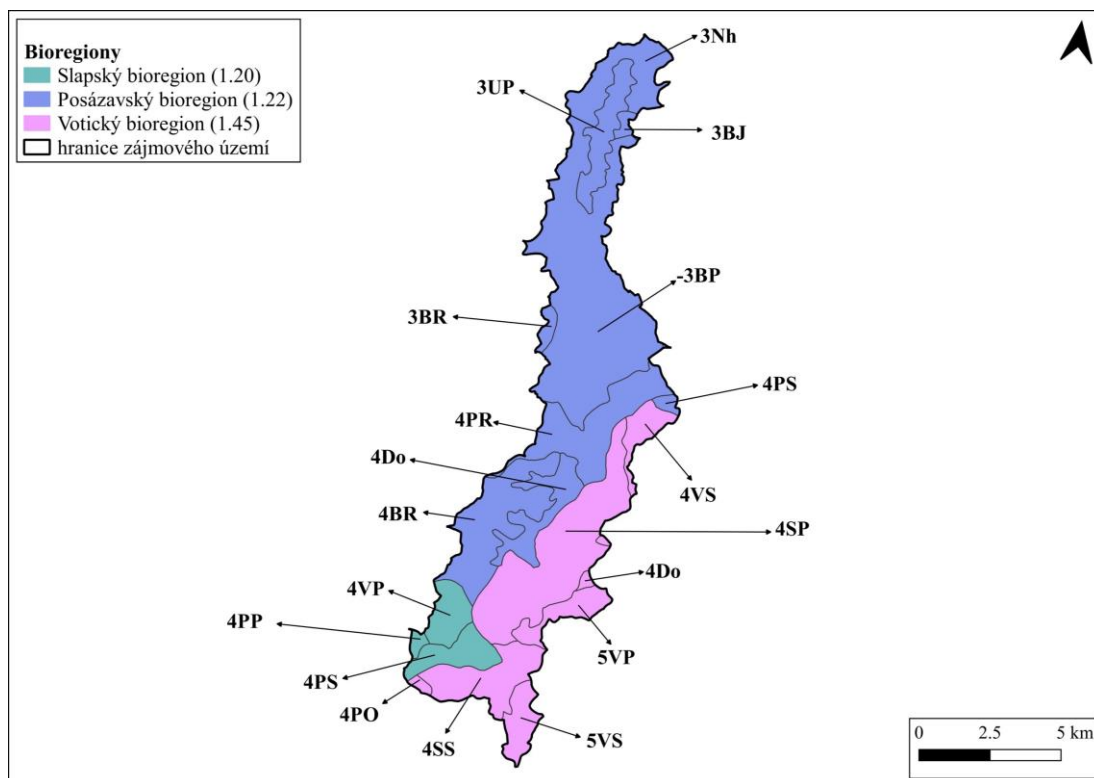 Bioregiony
Slapský bioregion (1.20)
Posázavský bioregion (1.22)
Votický bioregion (1.45)
hranice zájmového území
3Nh
3UP
3BJ
-3BP
3BR
4PS
4PR
4Do
4VS
4BR
4SP
4Do
4VP
4PP
5VP
4PS
4PO
4SS
5VS
0 2.5 5 km